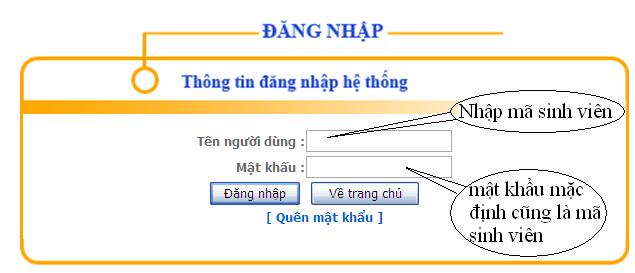 ĐĂNG NHẬP
Thông tin đăng nhập hệ thống
Nhập mã sinh viên
Tên người dùng :
Mật khẩu :
mật khẩu mặc
định cũng là mã
sinh viên
Đăng nhập
Về trang chủ
[ Quên mật khẩu ]